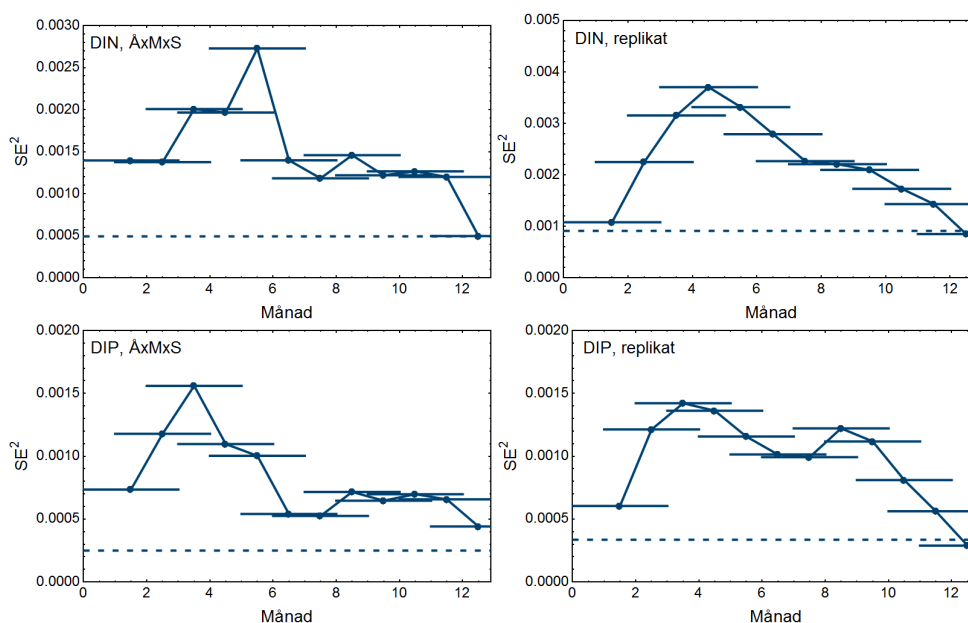 DIN, ÅxMxS
SE²
0.0030
0.0025
0.0020
0.0015
0.0010
0.0005
0.0000
0 2 4 6 8 10 12
Månad
DIN, replikat
SE²
0.005
0.004
0.003
0.002
0.001
0.000
0 2 4 6 8 10 12
Månad
DIP, ÅxMxS
SE²
0.0020
0.0015
0.0010
0.0005
0.0000
0 2 4 6 8 10 12
Månad
DIP, replikat
SE²
0.0020
0.0015
0.0010
0.0005
0.0000
0 2 4 6 8 10 12
Månad